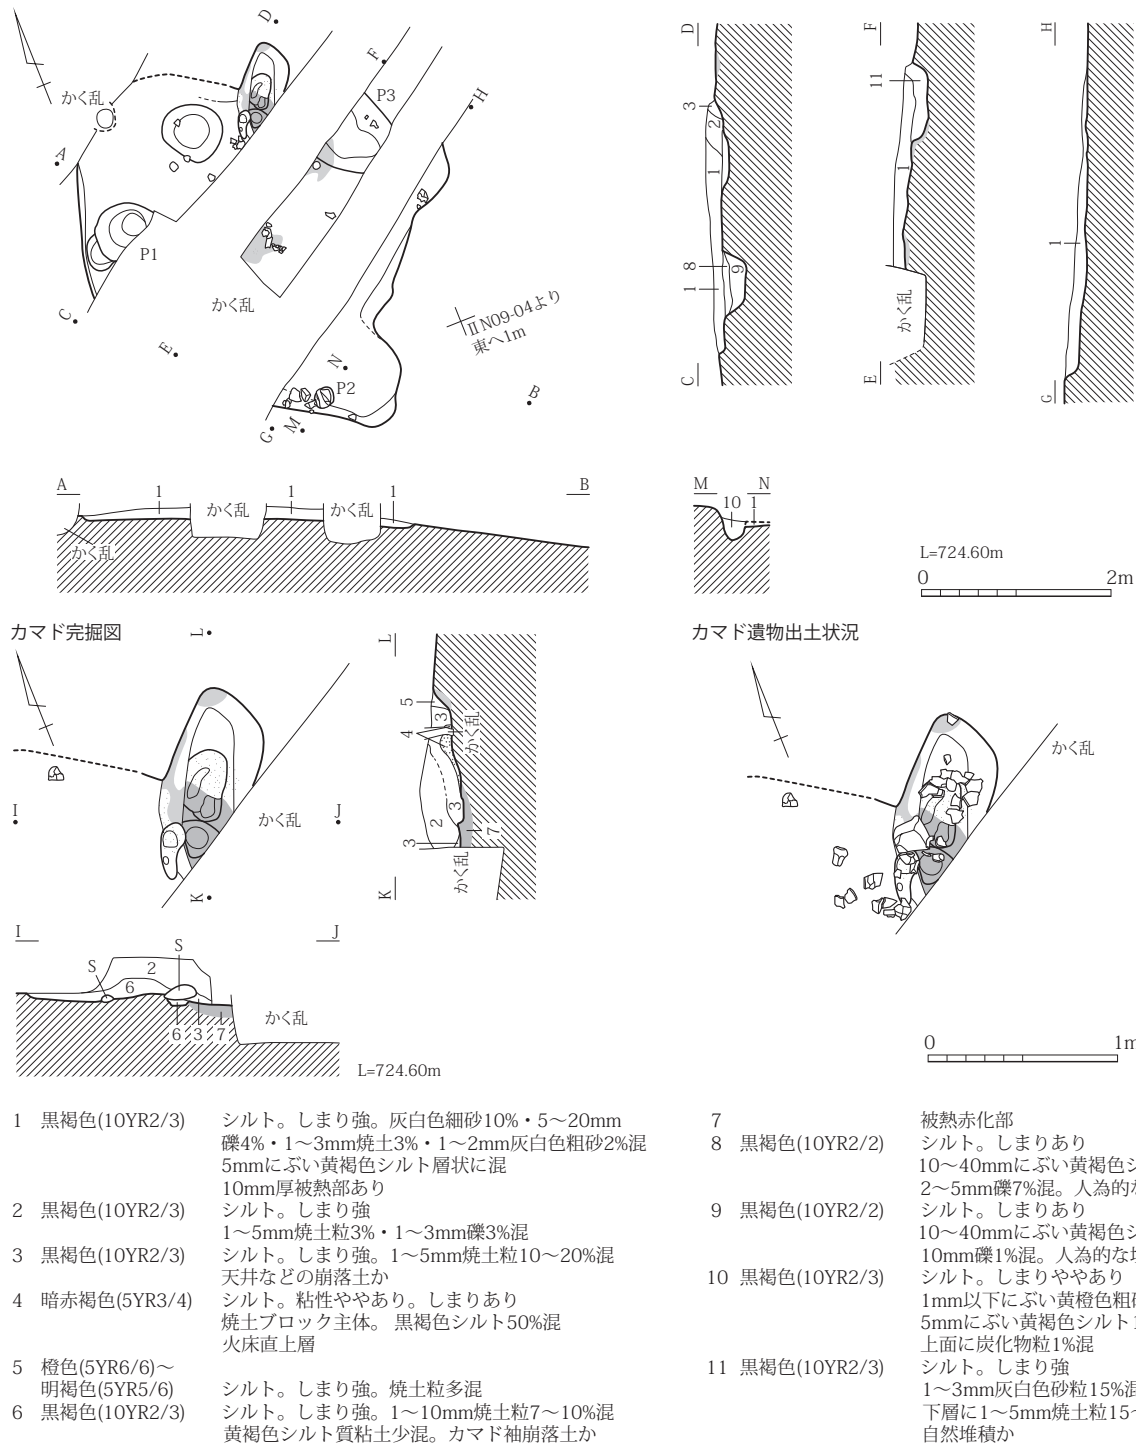 D
F
P3
H
かく乱
A
P1
C
かく乱
E
ⅡN09-04より
東へ1m
N
P2
B
G
M
D
3
2
1
8
9
1
C
F
11
1
かく乱
E
H
1
G
A
1
かく乱
1
かく乱
1
B
かく乱
M
N
10
1
L=724.60m
0
2m
カマド完掘図
L
I
J
かく乱
K
L
5
3
4
かく乱
3
2
7
3
かく乱
K
カマド遺物出土状況
かく乱
I
J
S
S
2
6
6
3
7
かく乱
L=724.60m
0
1m
1 黒褐色(10YR2/3) シルト。しまり強。灰白色細砂10%・5～20mm
礫4%・1～3mm焼土3%・1～2mm灰白色粗砂2%混
5mmにぶい黄褐色シルト層状に混
10mm厚被熱部あり
2 黒褐色(10YR2/3) シルト。しまり強
1～5mm焼土粒3%・1～3mm礫3%混
3 黒褐色(10YR2/3) シルト。しまり強。1～5mm焼土粒10～20%混
天井などの崩落土か
4 暗赤褐色(5YR3/4) シルト。粘性ややあり。しまりあり
焼土ブロック主体。 黒褐色シルト50%混
火床直上層
5 橙色(5YR6/6)～
明褐色(5YR5/6) シルト。しまり強。焼土粒多混
6 黒褐色(10YR2/3) シルト。しまり強。1～10mm焼土粒7～10%混
黄褐色シルト質粘土少混。カマド袖崩落土か
7 被熱赤化部
8 黒褐色(10YR2/2) シルト。しまりあり
10～40mmにぶい黄褐色シ
2～5mm礫7%混。人為的な
9 黒褐色(10YR2/2) シルト。しまりあり
10～40mmにぶい黄褐色シ
10mm礫1%混。人為的な
10 黒褐色(10YR2/3) シルト。しまりややあり
1mm以下にぶい黄橙色粗
5mmにぶい黄褐色シルト
上面に炭化物粒1%混
11 黒褐色(10YR2/3) シルト。しまり強
1～3mm灰白色砂粒15%混
下層に1～5mm焼土粒15～
自然堆積か